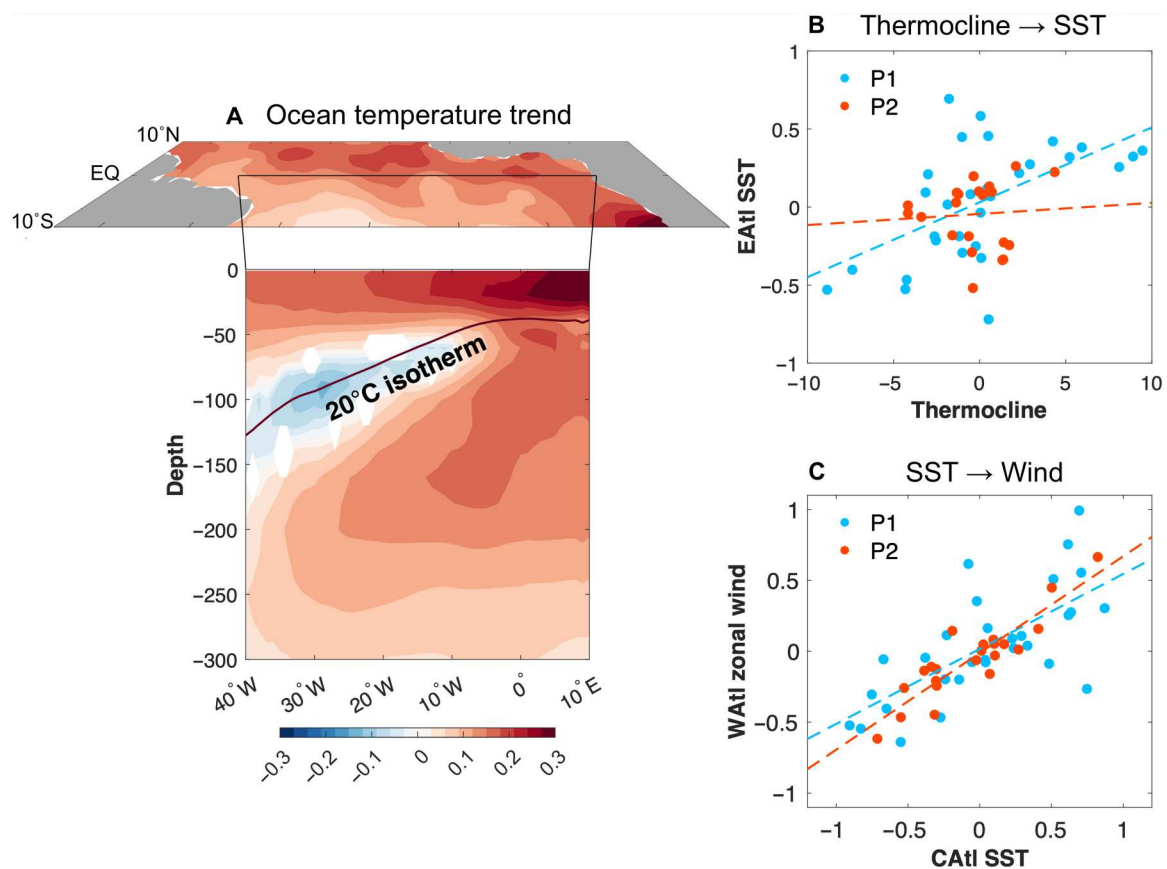 A Ocean temperature trend
10°N
EQ
10°S
0
−50
−100
−150
−200
−250
−300
Depth
20°C isotherm
40°W 30°W 20°W 10°W 0° 10°E
−0.3 −0.2 −0.1 0 0.1 0.2 0.3
B Thermocline → SST
P1
P2
1
0.5
0
−0.5
−1
EAtl SST
−10 −5 0 5 10
Thermocline
C SST → Wind
P1
P2
1
0.5
0
−0.5
−1
WAtl zonal wind
−1 −0.5 0 0.5 1
CAtl SST